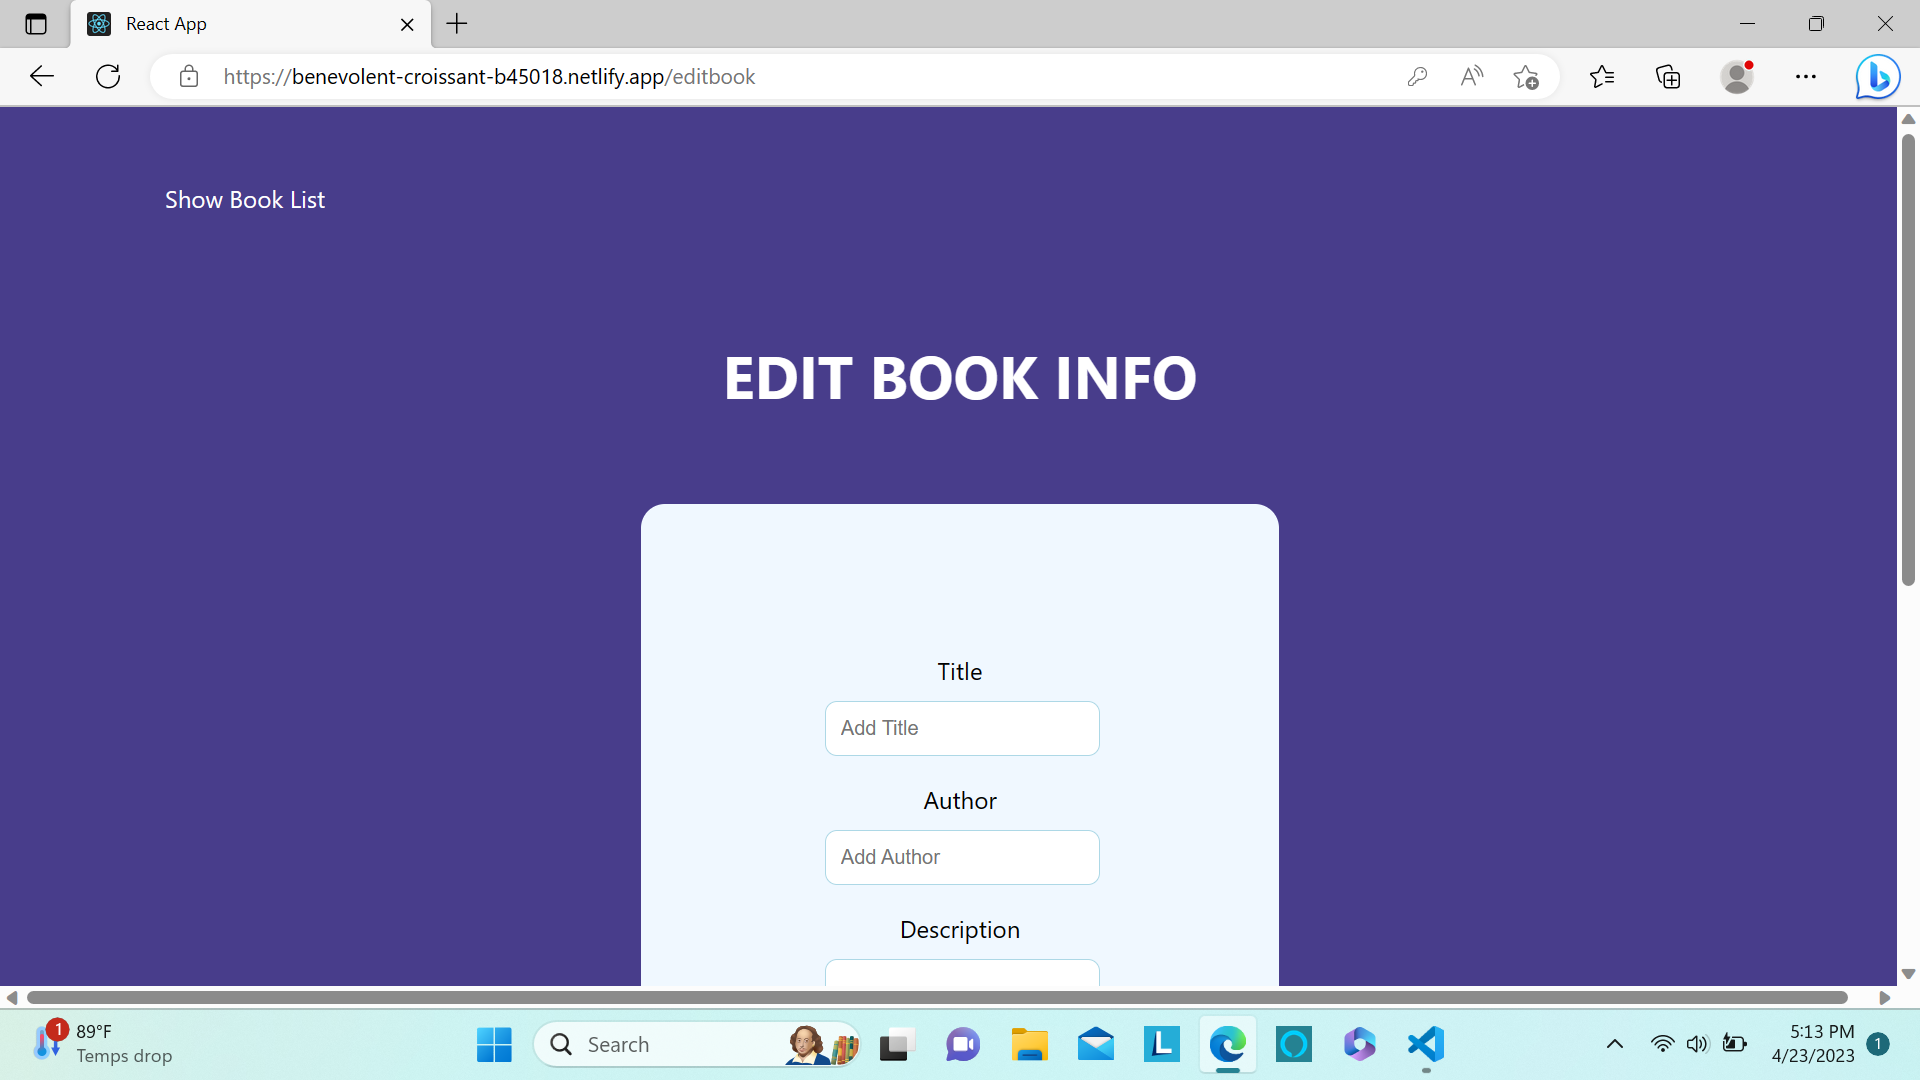 React App
https://benevolent-croissant-b45018.netlify.app/editbook
Show Book List
EDIT BOOK INFO
Title
Add Title
Author
Add Author
Description
1
89°F
Temps drop
Search
L
5:13 PM
4/23/2023
1